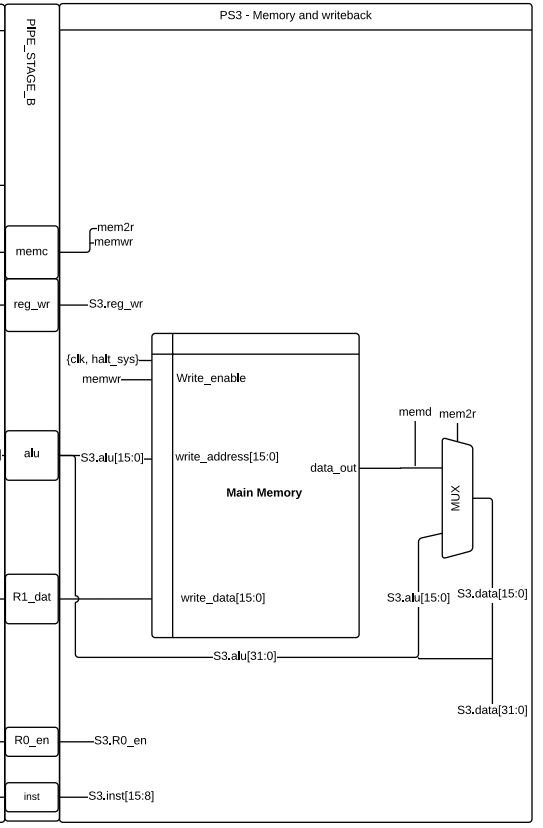 PS3 - Memory and writeback
PIPE_STAGE_B
memc
mem2r
memwr
reg_wr
S3.reg_wr
{clk, halt_sys}
memwr
Write_enable
memd
mem2r
alu
S3.alu[15:0]
write_address[15:0]
data_out
Main Memory
MUX
R1_dat
write_data[15:0]
S3.alu[15:0]
S3.data[15:0]
S3.alu[31:0]
S3.data[31:0]
R0_en
S3.R0_en
inst
S3.inst[15:8]